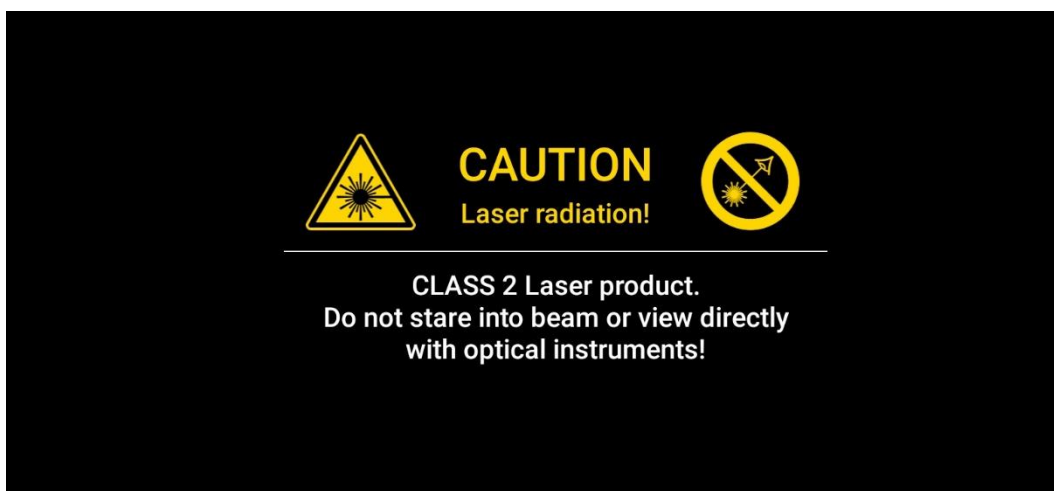 CAUTION
Laser radiation!
CLASS 2 Laser product.
Do not stare into beam or view directly
with optical instruments!